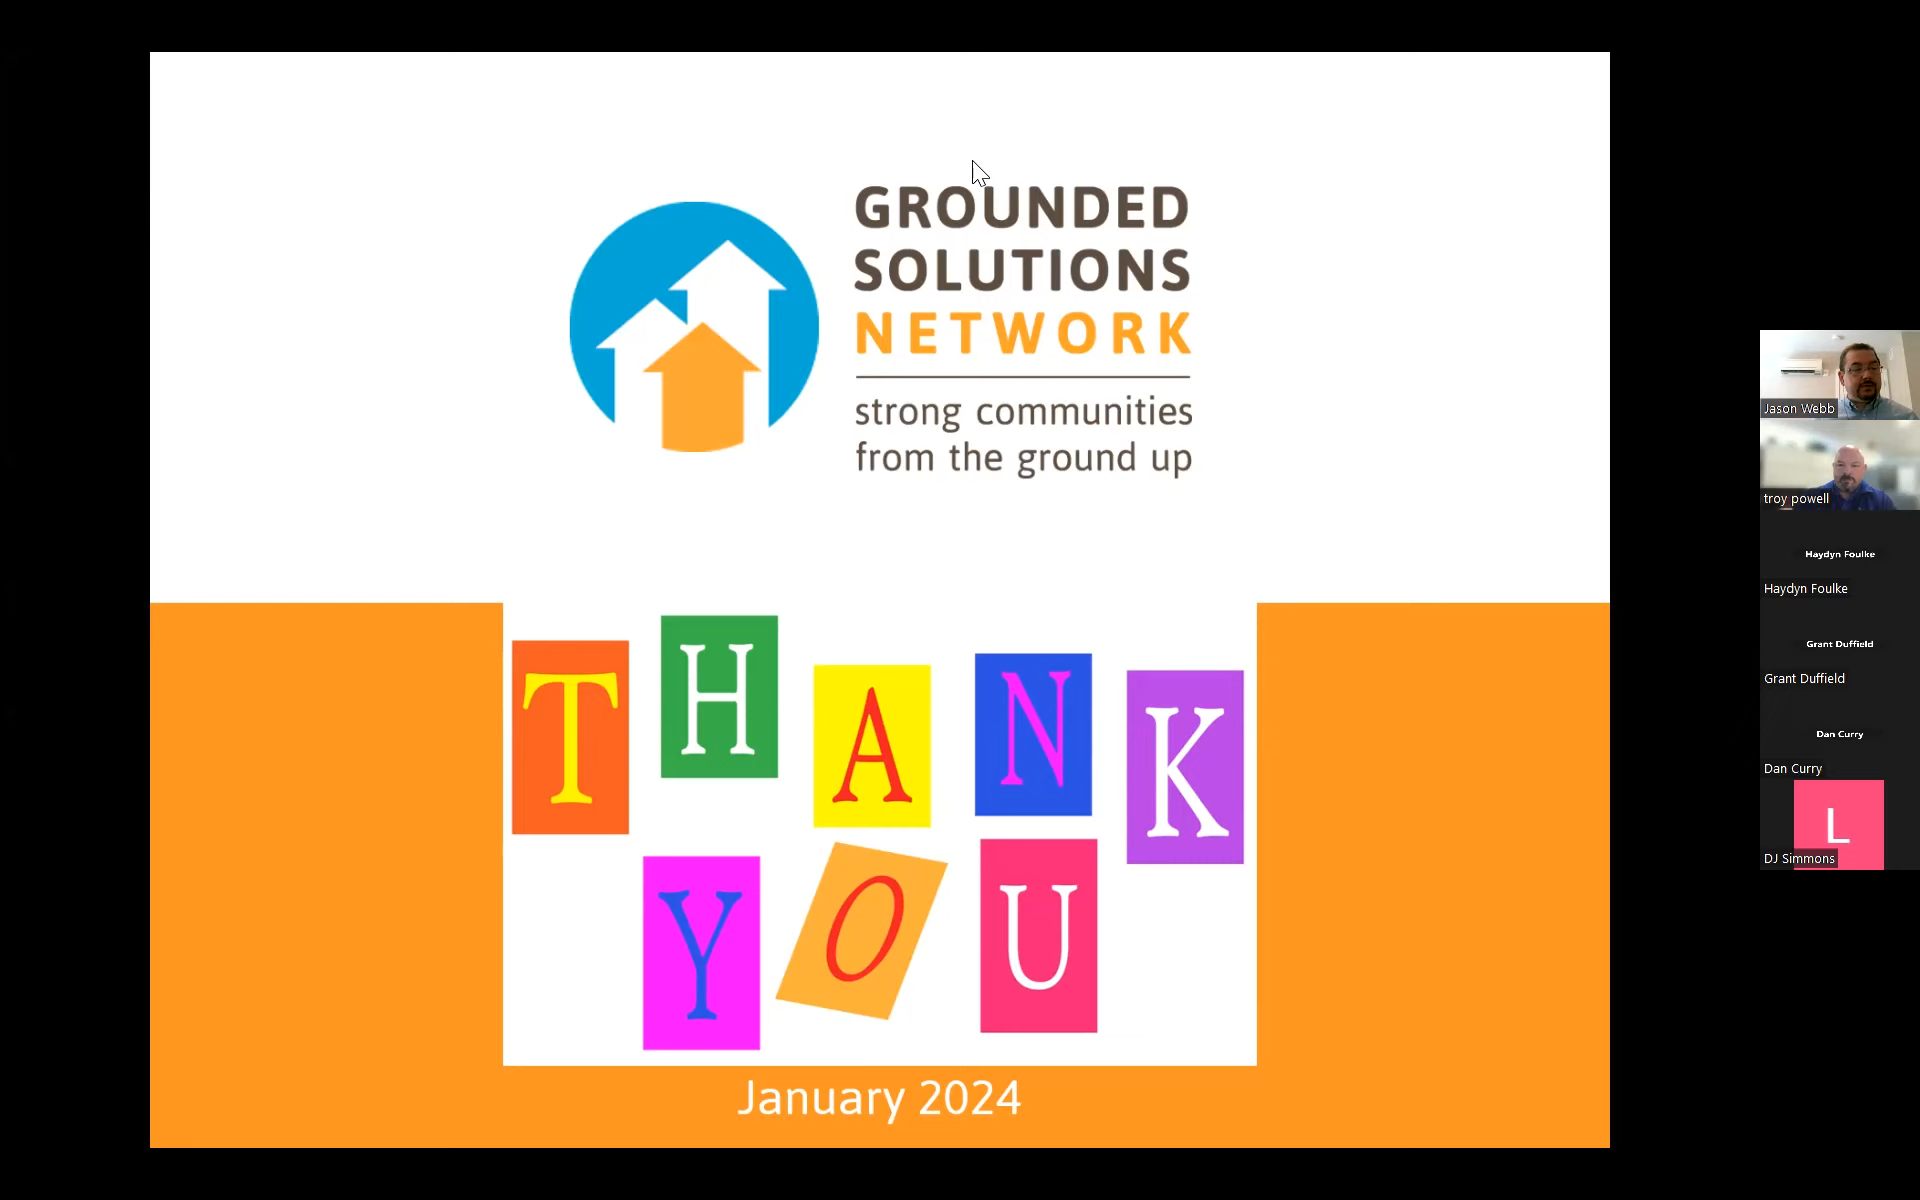 GROUNDED
SOLUTIONS
NETWORK
strong communities
from the ground up
THANK
YOU
January 2024
Jason Webb
troy powell
Haydyn Foulke
Haydyn Foulke
Grant Duffield
Grant Duffield
Dan Curry
Dan Curry
L
DJ Simmons